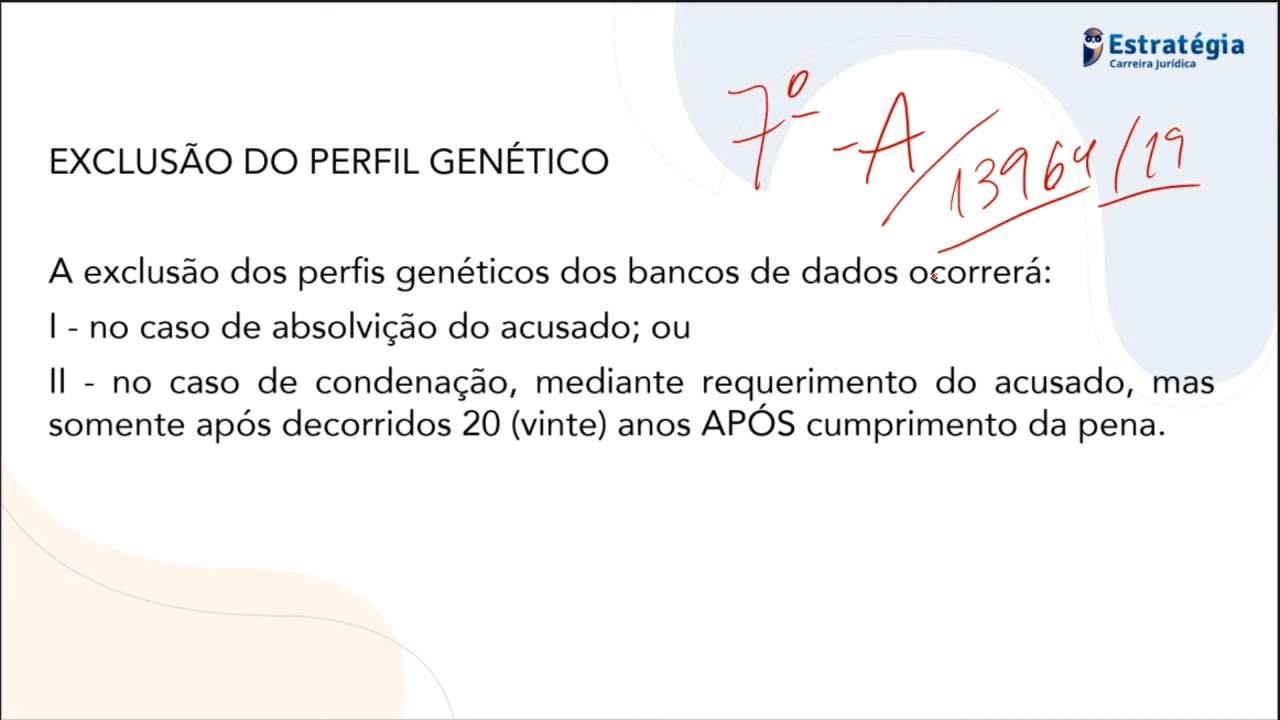 Estratégia
Carreira Jurídica
7º -A/13964/19
EXCLUSÃO DO PERFIL GENÉTICO
A exclusão dos perfis genéticos dos bancos de dados ocorrerá:
I - no caso de absolvição do acusado; ou
II - no caso de condenação, mediante requerimento do acusado, mas
somente após decorridos 20 (vinte) anos APÓS cumprimento da pena.